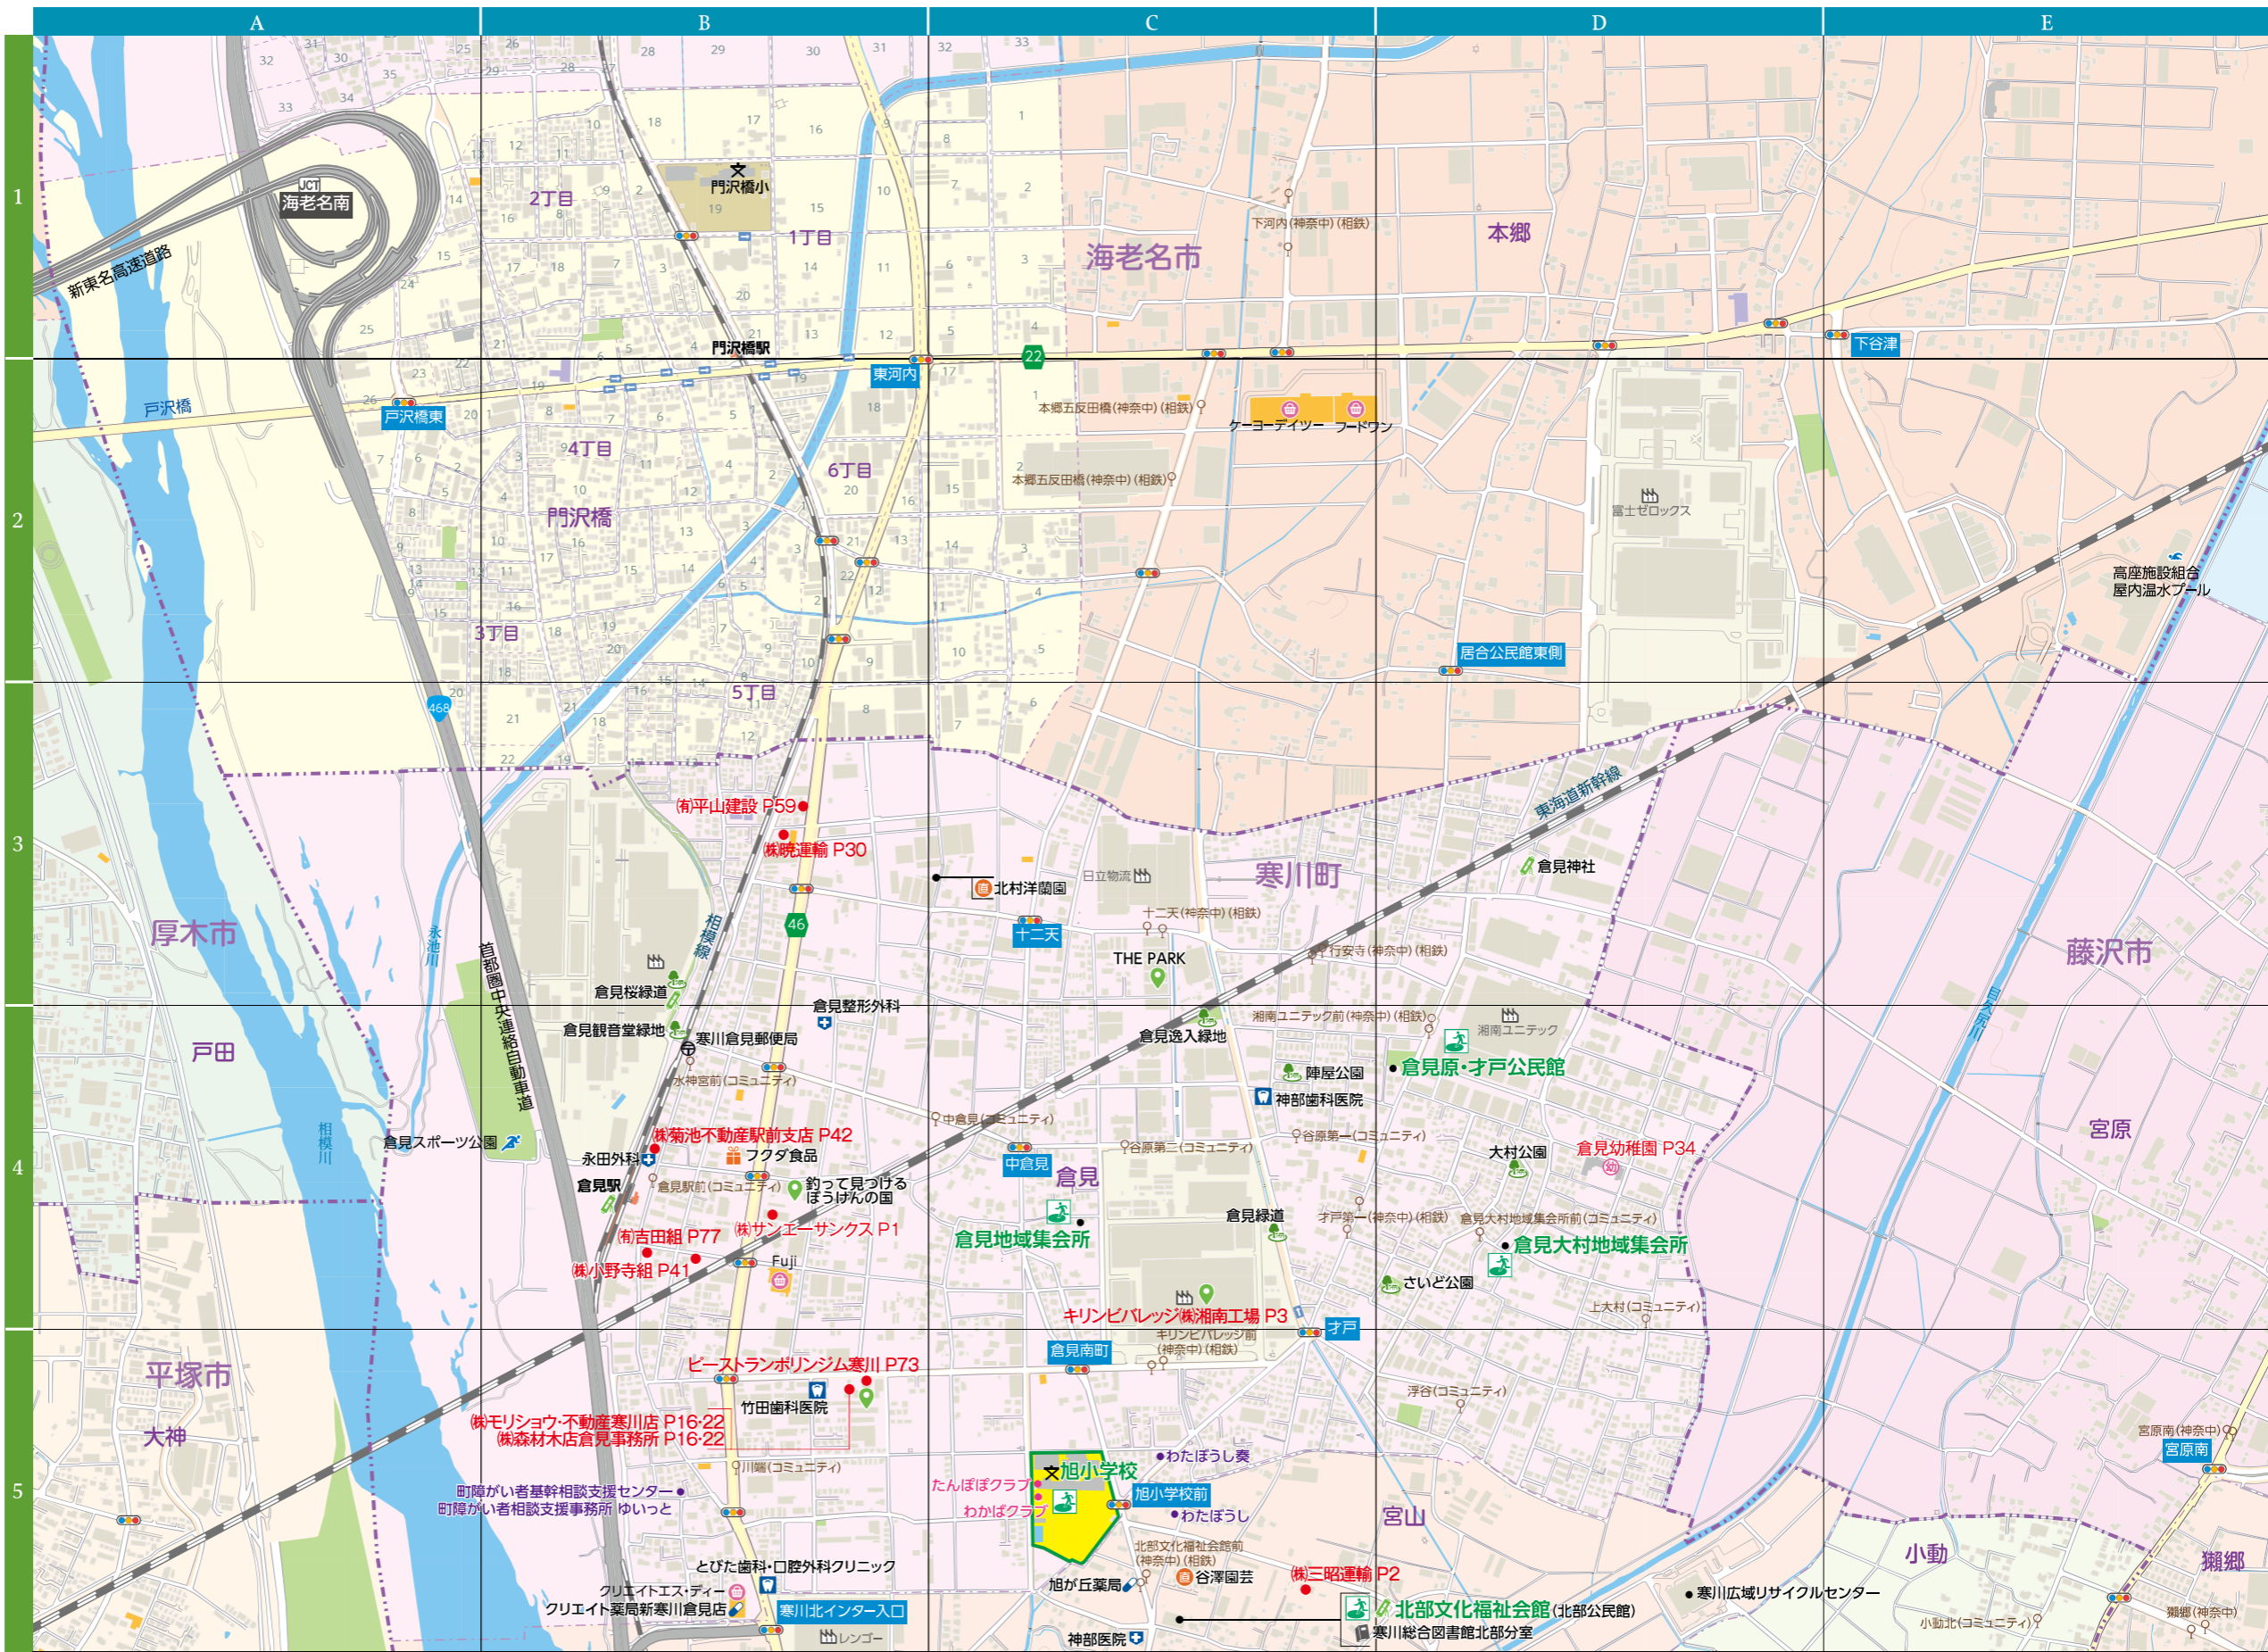 A
B
C
D
E
1
2
3
4
5
JCT
海老名南
新東名高速道路
2丁目
門沢橋小
1丁目
門沢橋駅
海老名市
下河内(神奈中)(相鉄)
本郷
下谷津
22
東河内
戸沢橋
戸沢橋東
本郷五反田橋(神奈中)(相鉄)
ケーヨーデイツー
フードワン
4丁目
6丁目
本郷五反田橋(神奈中)(相鉄)
門沢橋
富士ゼロックス
高座施設組合
屋内温水プール
3丁目
居合公民館東側
5丁目
468
㈲平山建設 P59
㈱暁運輸 P30
東海道新幹線
倉見神社
日立物流
寒川町
北村洋蘭園
十二天(神奈中)(相鉄)
十二天
46
相模線
厚木市
永池川
首都圏中央連絡自動車道
行安寺(神奈中)(相鉄)
藤沢市
THE PARK
倉見桜緑道
倉見整形外科
倉見観音堂緑地
寒川倉見郵便局
倉見逸入緑地
湘南ユニテック前(神奈中)(相鉄)
湘南ユニテック
目久尻川
戸田
倉見原・才戸公民館
水神宮前(コミュニティ)
陣屋公園
神部歯科医院
中倉見(コミュニティ)
倉見スポーツ公園
相模川
㈱菊池不動産駅前支店 P42
永田外科
フクダ食品
谷原第二(コミュニティ)
谷原第一(コミュニティ)
中倉見
倉見
大村公園
倉見幼稚園 P34
幼
宮原
倉見駅
倉見駅前(コミュニティ)
釣って見つける
ぼうけんの国
㈱サンエーサンクス P1
㈲吉田組 P77
㈱小野寺組 P41
Fuji
倉見地域集会所
倉見緑道
才戸第一(神奈中)(相鉄)
倉見大村地域集会所前(コミュニティ)
倉見大村地域集会所
さいど公園
上大村(コミュニティ)
キリンビバレッジ㈱湘南工場 P3
キリンビバレッジ前
(神奈中)(相鉄)
才戸
倉見南町
平塚市
大神
ビーストランポリンジム寒川 P73
竹田歯科医院
㈱モリショウ・不動産寒川店 P16・22
㈱森材木店倉見事務所 P16・22
浮谷(コミュニティ)
宮原南(神奈中)
宮原南
川端(コミュニティ)
わたぼうし奏
旭小学校
たんぽぽクラブ
わかばクラブ
旭小学校前
わたぼうし
町障がい者基幹相談支援センター
町障がい者相談支援事務所 ゆいっと
宮山
北部文化福祉会館前
(神奈中)(相鉄)
小動
獺郷
とびた歯科・口腔外科クリニック
クリエイトエス・ディー
クリエイト薬局新寒川倉見店
寒川北インター入口
旭が丘薬局
直
谷澤園芸
㈱三昭運輸 P2
北部文化福祉会館(北部公民館)
寒川総合図書館北部分室
寒川広域リサイクルセンター
小動北(コミュニティ)
獺郷(神奈中)
レンゴー
神部医院